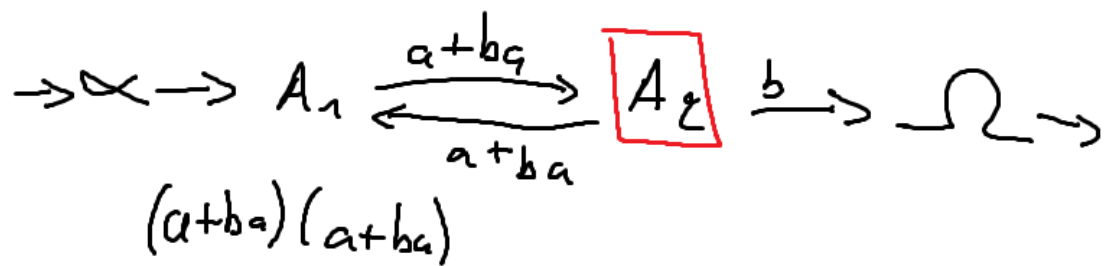 → α → A₁ a+ba A₂ b → Ω →
a+ba
(a+ba)(a+ba)